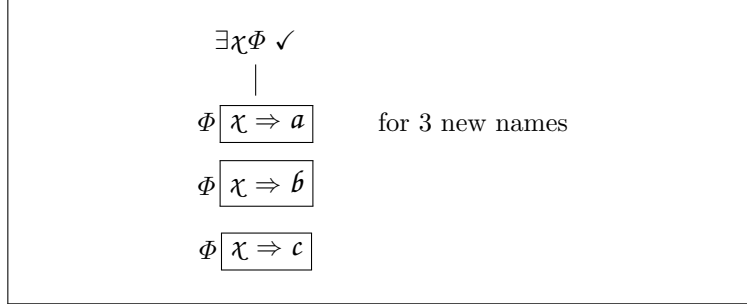 ∃χΦ ✓
Φ χ ⇒ a for 3 new names
Φ χ ⇒ b
Φ χ ⇒ c